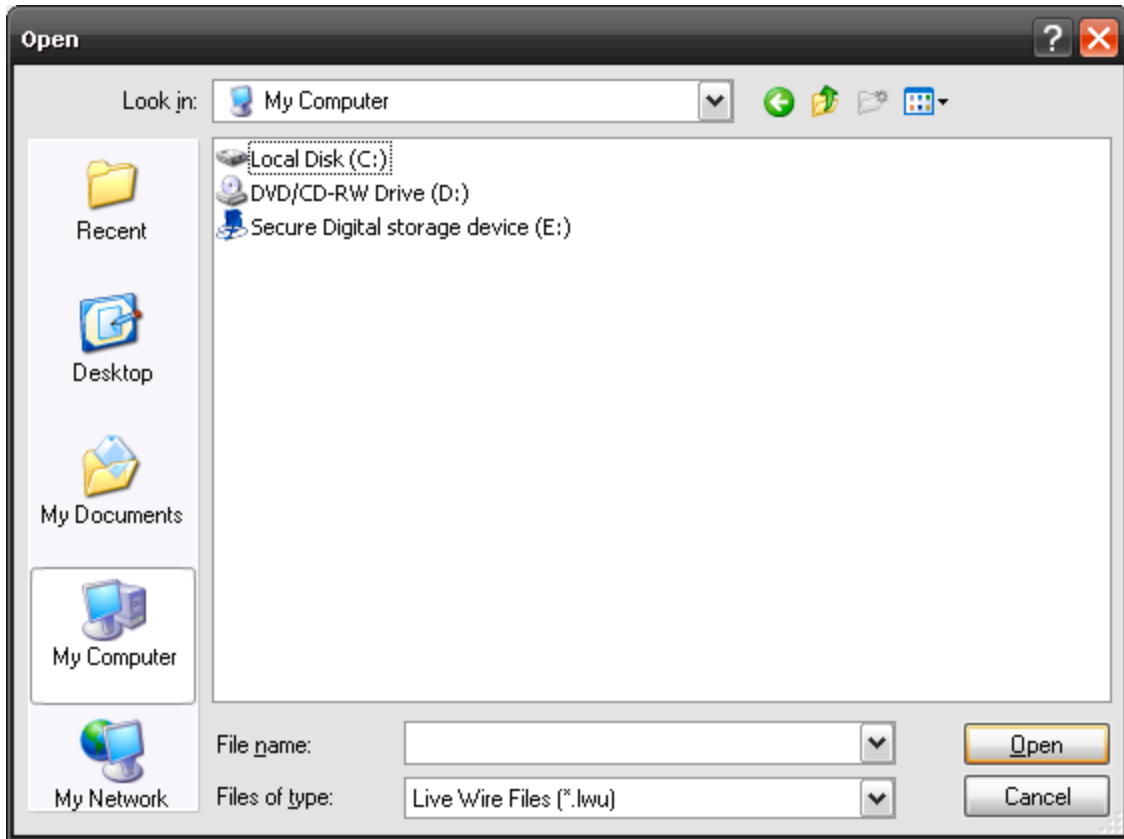 Open
Look in: My Computer
Local Disk (C:)
DVD/CD-RW Drive (D:)
Secure Digital storage device (E:)
Recent
Desktop
My Documents
My Computer
My Network
File name:
Open
Files of type: Live Wire Files (*.lwu)
Cancel